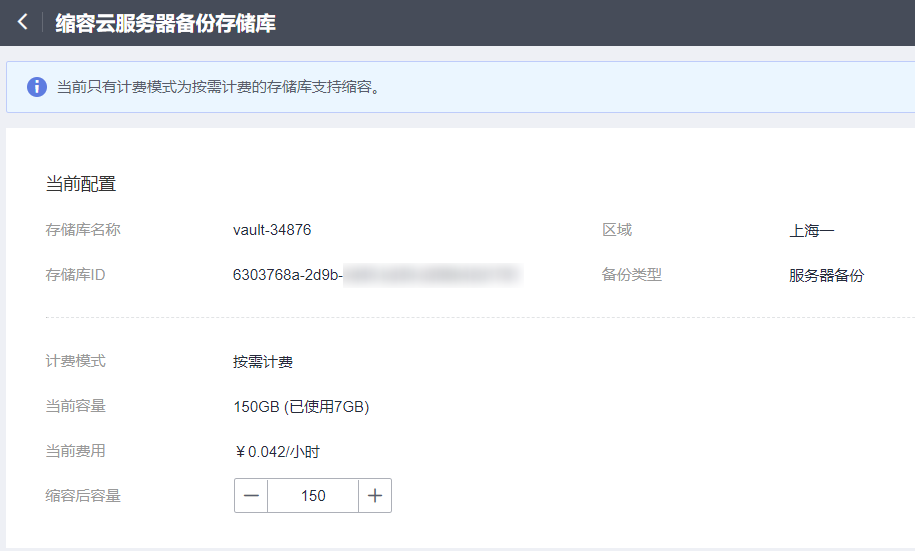 缩容云服务器备份存储库
当前只有计费模式为按需计费的存储库支持缩容。
当前配置
存储库名称 vault-34876 区域 上海一
存储库ID 6303768a-2d9b- 备份类型 服务器备份
计费模式 按需计费
当前容量 150GB (已使用7GB)
当前费用 ￥0.042/小时
缩容后容量 150